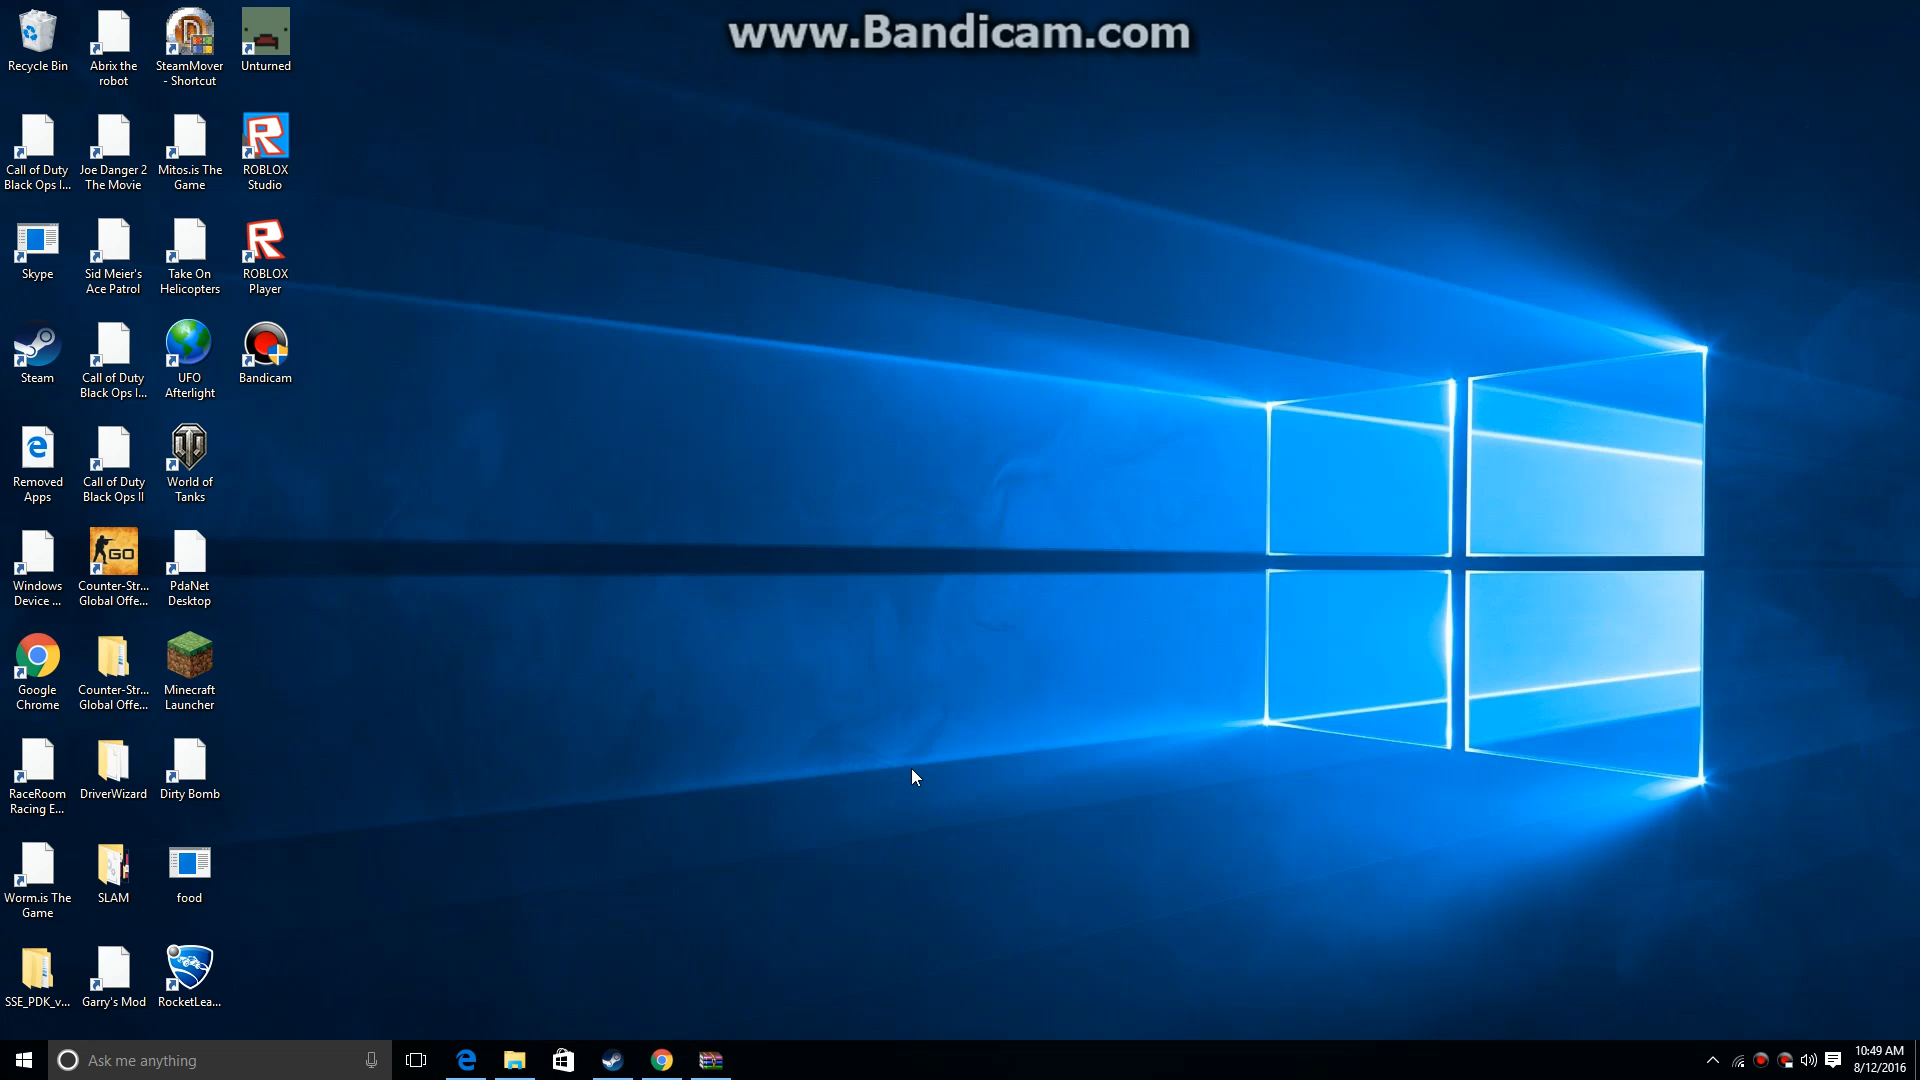 www.Bandicam.com
Recycle Bin
Abrix the
robot
SteamMover
- Shortcut
Unturned
Call of Duty
Black Ops I...
Joe Danger 2
The Movie
Mitos.is The
Game
ROBLOX
Studio
Skype
Sid Meier's
Ace Patrol
Take On
Helicopters
ROBLOX
Player
Steam
Call of Duty
Black Ops I...
UFO
Afterlight
Bandicam
Removed
Apps
Call of Duty
Black Ops II
World of
Tanks
Windows
Device ...
GO
Counter-Str...
Global Offe...
PdaNet
Desktop
Google
Chrome
Counter-Str...
Global Offe...
Minecraft
Launcher
RaceRoom
Racing E...
DriverWizard
Dirty Bomb
Worm.is The
Game
SLAM
food
SSE_PDK_v...
Garry's Mod
RocketLea...
Ask me anything
10:49 AM
8/12/2016